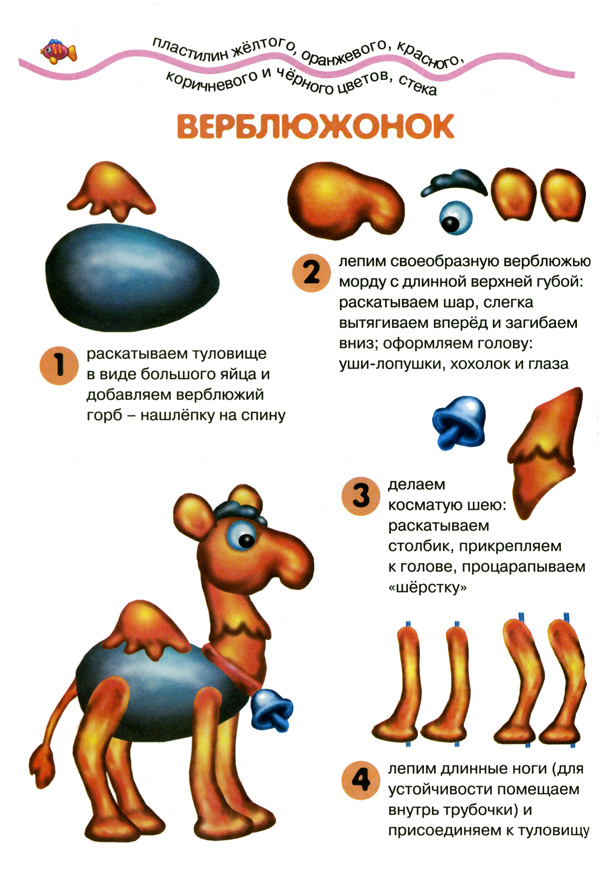 пластилин жёлтого, оранжевого, красного,
коричневого и чёрного цветов, стека
ВЕРБЛЮЖОНОК
1
раскатываем туловище
в виде большого яйца и
добавляем верблюжий
горб – нашлёпку на спину
2
лепим своеобразную верблюжью
морду с длинной верхней губой:
раскатываем шар, слегка
вытягиваем вперёд и загибаем
вниз; оформляем голову:
уши-лопушки, хохолок и глаза
3
делаем
косматую шею:
раскатываем
столбик, прикрепляем
к голове, процарапываем
«шёрстку»
4
лепим длинные ноги (для
устойчивости помещаем
внутрь трубочки) и
присоединяем к туловищу